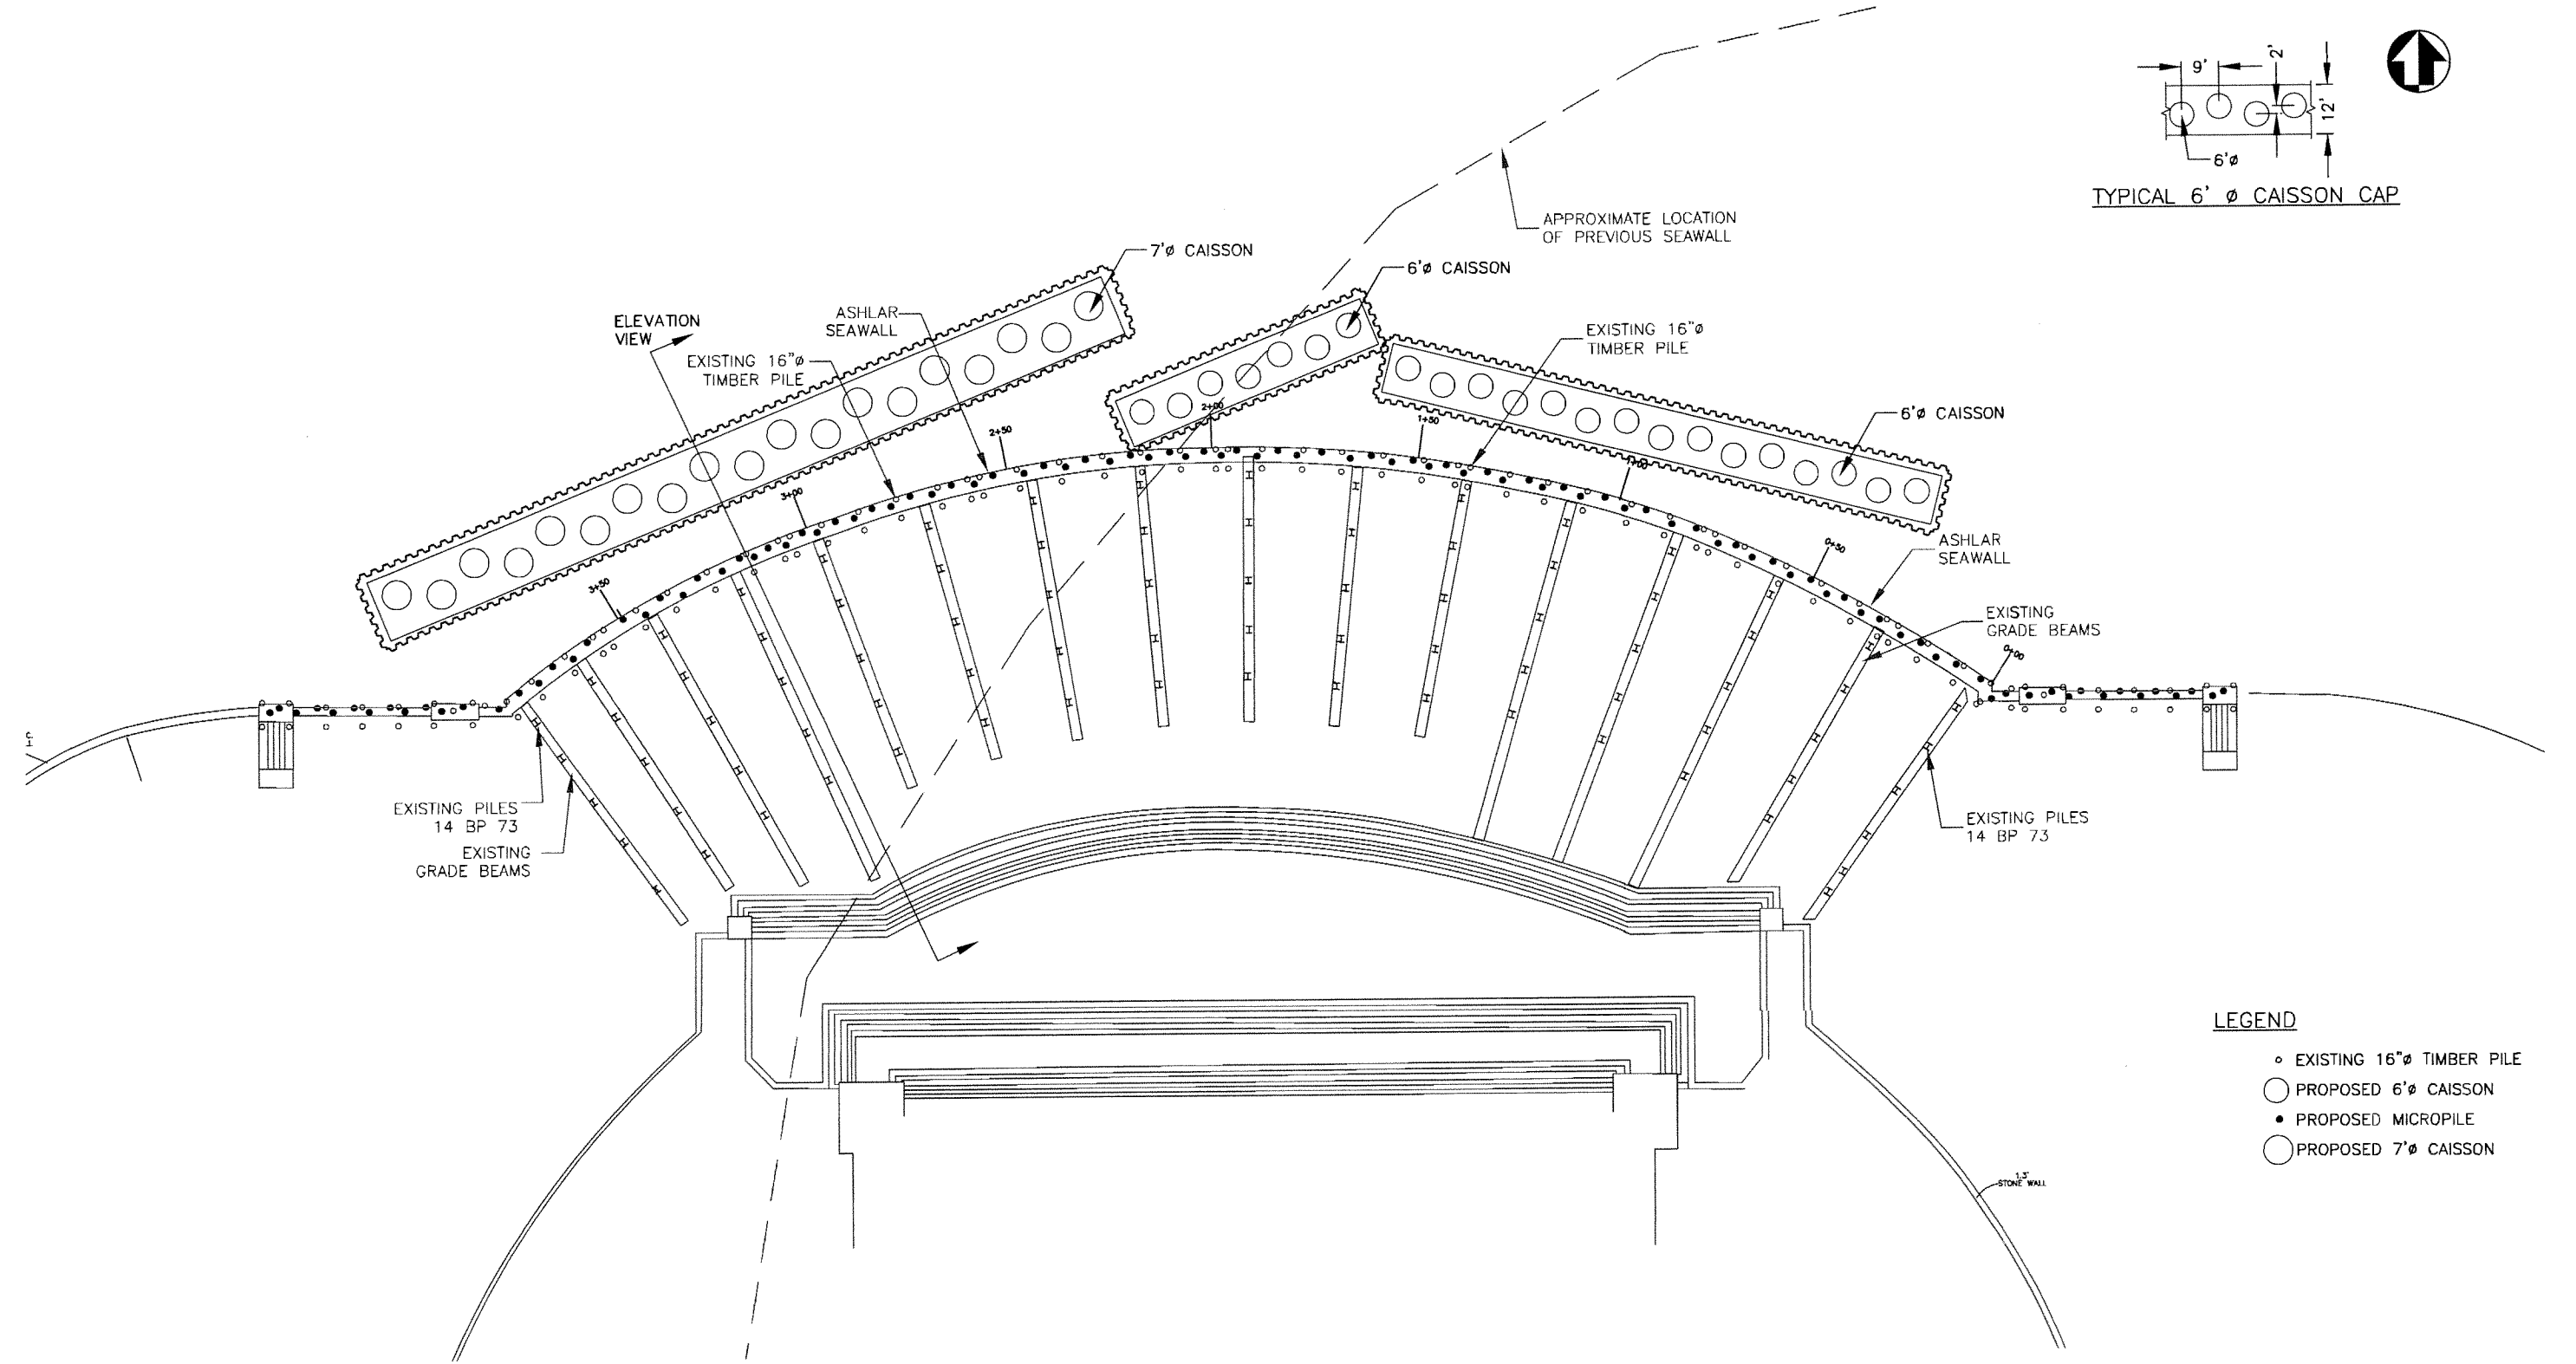 9'
2'
12'
6'ø
TYPICAL 6' ø CAISSON CAP
APPROXIMATE LOCATION
OF PREVIOUS SEAWALL
7'ø CAISSON
6'ø CAISSON
ELEVATION
VIEW
ASHLAR
SEAWALL
EXISTING 16"ø
TIMBER PILE
EXISTING 16"ø
TIMBER PILE
6'ø CAISSON
3+50
3+00
2+50
2+00
1+50
1+00
0+50
0+00
ASHLAR
SEAWALL
EXISTING
GRADE BEAMS
EXISTING PILES
14 BP 73
EXISTING
GRADE BEAMS
EXISTING PILES
14 BP 73
LEGEND
EXISTING 16"ø TIMBER PILE
PROPOSED 6'ø CAISSON
PROPOSED MICROPILE
PROPOSED 7'ø CAISSON
1.5'
STONE WALL